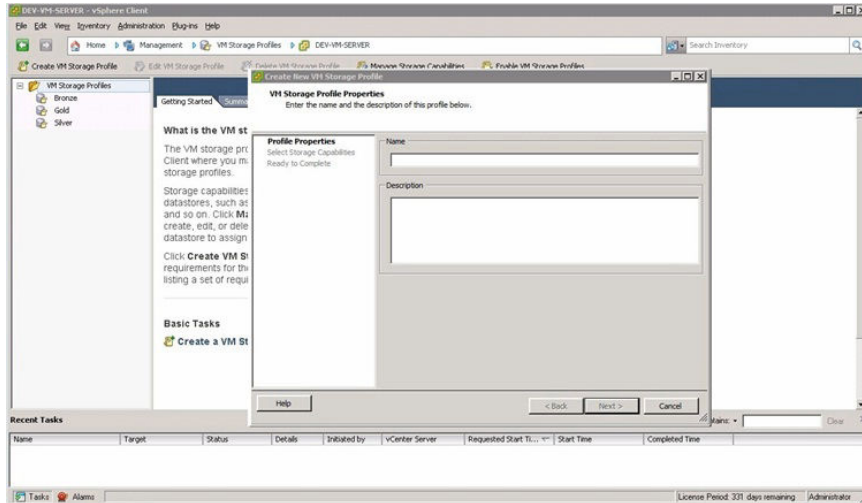 DEV-VM-SERVER - vSphere Client
File Edit View Inventory Administration Plug-ins Help
Home Management VM Storage Profiles DEV-VM-SERVER
Search Inventory
Create VM Storage Profile Edit VM Storage Profile Delete VM Storage Profile Manage Storage Capabilities Enable VM Storage Profiles
VM Storage Profiles
Bronze
Gold
Silver
Getting Started Summa
What is the VM st
The VM storage pro
Client where you m
storage profiles.
Storage capabilities
datastores, such as
and so on. Click Ma
create, edit, or dele
datastore to assign
Click Create VM St
requirements for the
listing a set of requi
Basic Tasks
Create a VM St
Create New VM Storage Profile
VM Storage Profile Properties
Enter the name and the description of this profile below.
Profile Properties
Select Storage Capabilities
Ready to Complete
Name
Description
Help
< Back Next > Cancel
Recent Tasks
ntains:
Clear
Name Target Status Details Initiated by vCenter Server Requested Start Ti... Start Time Completed Time
Tasks Alarms
License Period: 331 days remaining Administrator